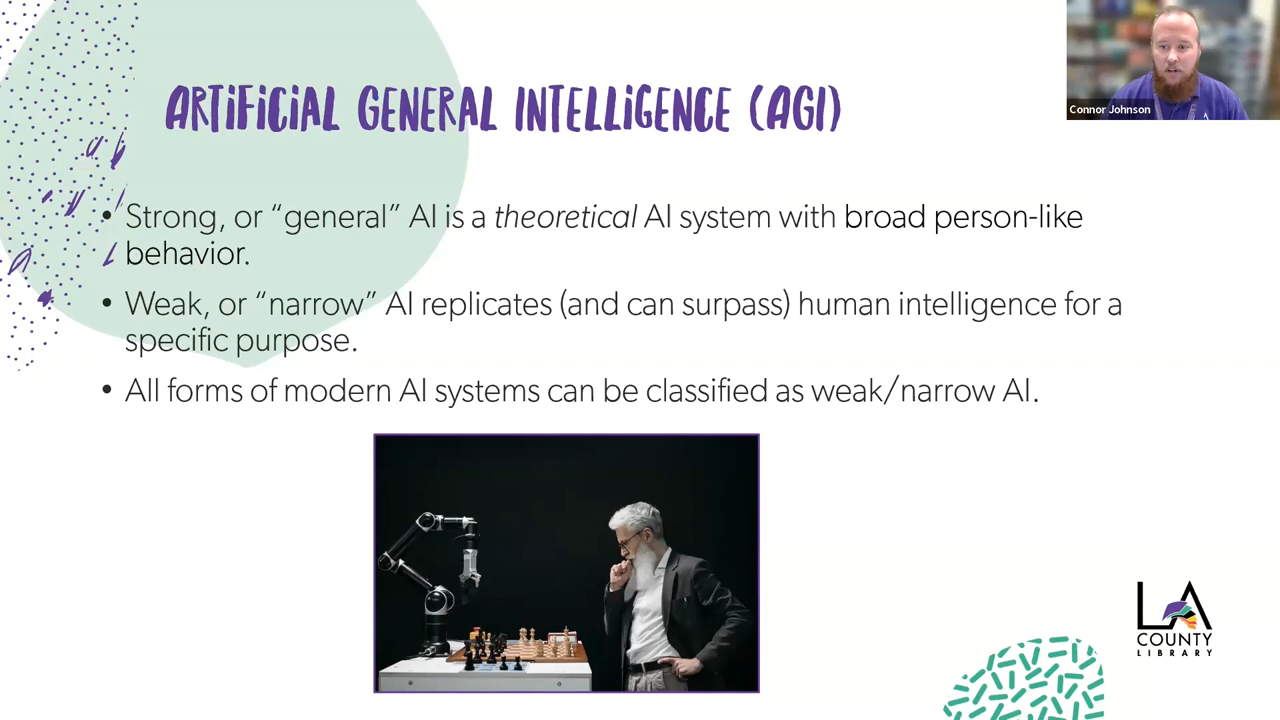 ARTIFICIAL GENERAL INTELLIGENCE (AGI)
Connor Johnson
• Strong, or “general” AI is a theoretical AI system with broad person-like
behavior.
• Weak, or “narrow” AI replicates (and can surpass) human intelligence for a
specific purpose.
• All forms of modern AI systems can be classified as weak/narrow AI.
LA
COUNTY
LIBRARY